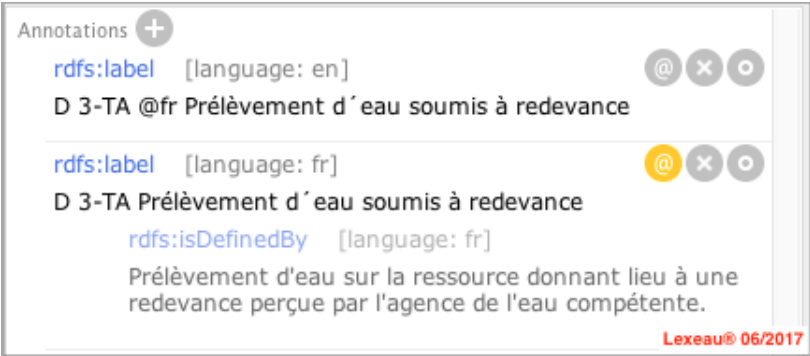 Annotations +
rdfs:label [language: en] @ × o
D 3-TA @fr Prélèvement d´eau soumis à redevance
rdfs:label [language: fr] @ × o
D 3-TA Prélèvement d´eau soumis à redevance
rdfs:isDefinedBy [language: fr]
Prélèvement d'eau sur la ressource donnant lieu à une
redevance perçue par l'agence de l'eau compétente.
Lexeau® 06/2017